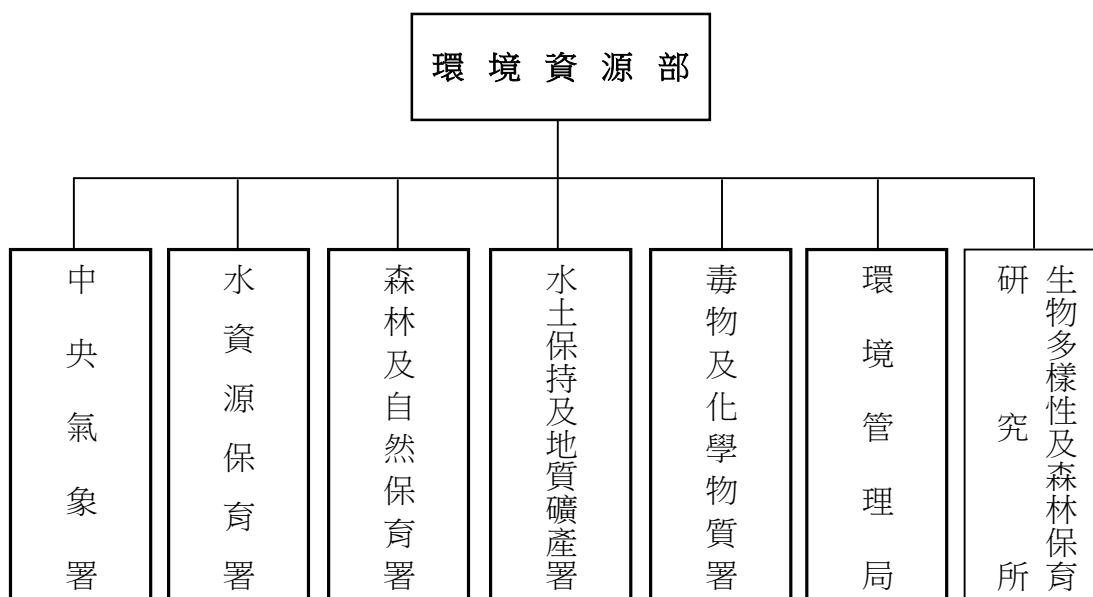 環境資源部
中央氣象署
水資源保育署
森林及自然保育署
水土保持及地質礦產署
毒物及化學物質署
環境管理局
生物多樣性及森林保育
研究所